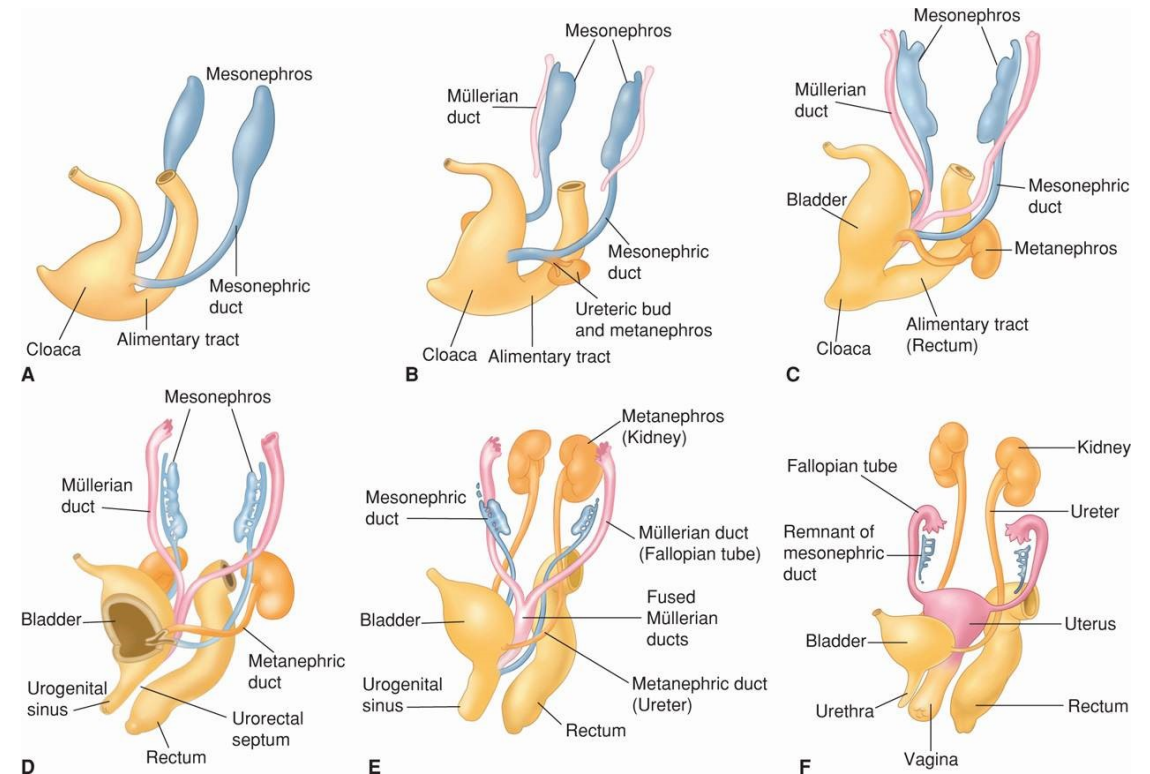 Mesonephros
Mesonephric
duct
Alimentary tract
Cloaca
A
Mesonephros
Müllerian
duct
Mesonephric
duct
Ureteric bud
and metanephros
Cloaca
Alimentary tract
B
Mesonephros
Müllerian
duct
Bladder
Mesonephric
duct
Metanephros
Alimentary tract
(Rectum)
Cloaca
C
Mesonephros
Müllerian
duct
Bladder
Metanephric
duct
Urogenital
sinus
Urorectal
septum
Rectum
D
Metanephros
(Kidney)
Mesonephric
duct
Müllerian duct
(Fallopian tube)
Fused
Müllerian
ducts
Bladder
Urogenital
sinus
Metanephric duct
(Ureter)
Rectum
E
Kidney
Fallopian tube
Ureter
Remnant of
mesonephric
duct
Uterus
Bladder
Urethra
Rectum
Vagina
F